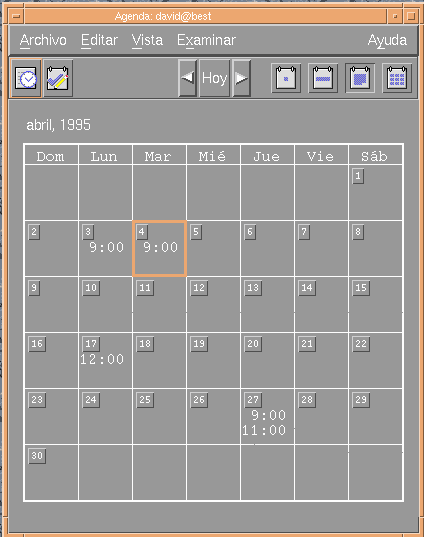 Agenda: david@best
Archivo Editar Vista Examinar Ayuda
Hoy
abril, 1995
Dom Lun Mar Mié Jue Vie Sáb
1
2 3 4 5 6 7 8
9:00 9:00
9 10 11 12 13 14 15
16 17 18 19 20 21 22
12:00
23 24 25 26 27 28 29
9:00
11:00
30